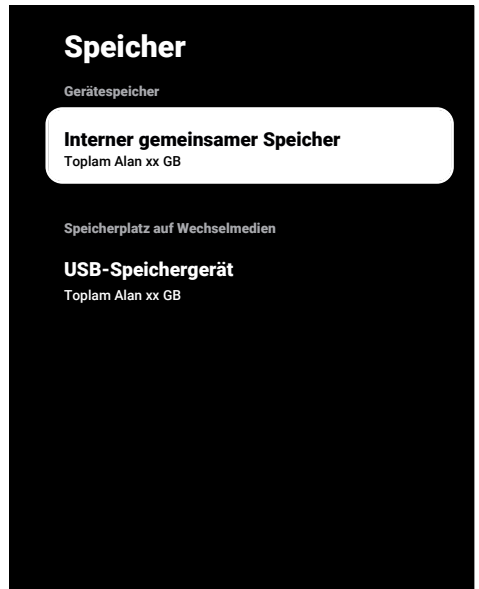 Speicher
Gerätespeicher
Interner gemeinsamer Speicher
Toplam Alan xx GB
Speicherplatz auf Wechselmedien
USB-Speichergerät
Toplam Alan xx GB